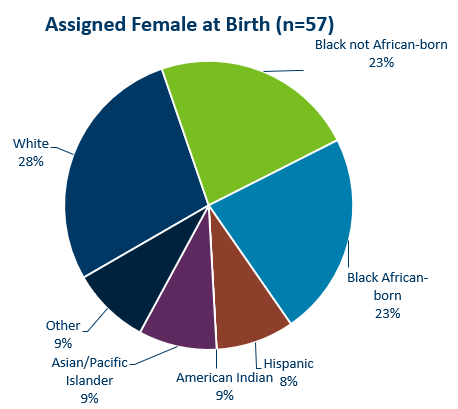 Assigned Female at Birth (n=57)
Black not African-born
23%
White
28%
Black African-
born
23%
Other
9%
Asian/Pacific
Islander
9%
American Indian
9%
Hispanic
8%